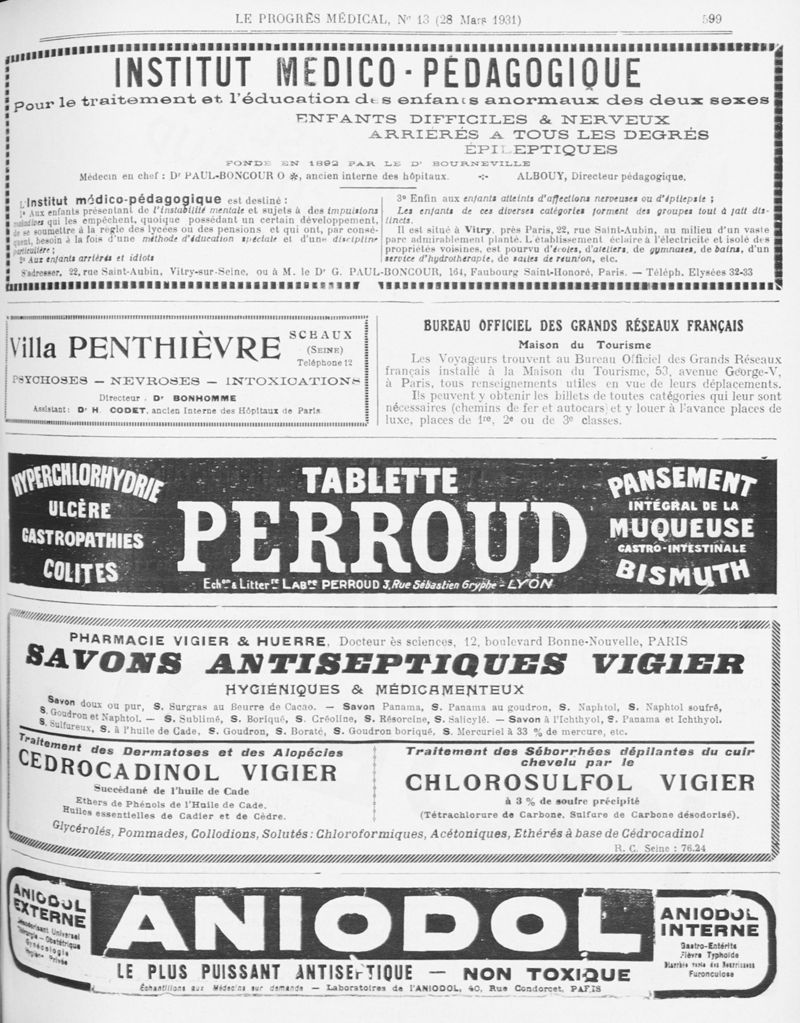 LE PROGRÈS MÉDICAL, N° 13 (28 Mars 1931) 599
INSTITUT MEDICO-PÉDAGOGIQUE
Pour le traitement et l'éducation des enfants anormaux des deux sexes
ENFANTS DIFFICILES & NERVEUX
ARRIÉRÉS A TOUS LES DEGRÉS
ÉPILEPTIQUES
FONDÉ EN 1892 PAR LE Dr BOURNEVILLE
Médecin en chef : Dr PAUL-BONCOUR O ✻, ancien interne des hôpitaux. -:- ALBOUY, Directeur pédagogique.
L'Institut médico-pédagogique est destiné :
1° Aux enfants présentant de l'instabilité mentale et sujets à des impulsions
maladives qui les empêchent, quoique possédant un certain développement,
de se soumettre à la règle des lycées ou des pensions et qui ont, par consé-
quent, besoin à la fois d'une méthode d'éducation spéciale et d'une discipline
particulière ;
2° Aux enfants arriérés et idiots
3° Enfin aux enfants atteints d'affections nerveuses ou d'épilepsie ;
Les enfants de ces diverses catégories forment des groupes tout à fait dis-
tincts.
Il est situé à Vitry, près Paris, 22, rue Saint-Aubin, au milieu d'un vaste
parc admirablement planté. L'établissement éclairé à l'électricité et isolé des
propriétés voisines, est pourvu d'écoles, d'ateliers, de gymnases, de bains, d'un
service d'hydrothérapie, de salles de réunion, etc.
S'adresser, 22, rue Saint-Aubin, Vitry-sur-Seine, ou à M. le Dr G. PAUL-BONCOUR, 164, Faubourg Saint-Honoré, Paris. — Téléph. Elysées 32-33
Villa PENTHIÈVRE SCEAUX
(SEINE)
Téléphone 12
PSYCHOSES — NEVROSES — INTOXICATIONS
Directeur . Dr BONHOMME
Assistant : Dr H. CODET, ancien Interne des Hôpitaux de Paris
BUREAU OFFICIEL DES GRANDS RÉSEAUX FRANÇAIS
Maison du Tourisme
Les Voyageurs trouvent au Bureau Officiel des Grands Réseaux
français installé à la Maison du Tourisme, 53, avenue George-V,
à Paris, tous renseignements utiles en vue de leurs déplacements.
Ils peuvent y obtenir les billets de toutes catégories qui leur sont
nécessaires (chemins de fer et autocars) et y louer à l'avance places de
luxe, places de 1re, 2e ou de 3e classes.
HYPERCHLORHYDRIE
ULCÈRE
GASTROPATHIES
COLITES
TABLETTE
PERROUD
Echons & Littere LABres PERROUD 3, Rue Sébastien Gryphe - LYON
PANSEMENT
INTÉGRAL DE LA
MUQUEUSE
GASTRO-INTESTINALE
BISMUTH
PHARMACIE VIGIER & HUERRE, Docteur ès sciences, 12, boulevard Bonne-Nouvelle, PARIS
SAVONS ANTISEPTIQUES VIGIER
HYGIÉNIQUES & MÉDICAMENTEUX
Savon doux ou pur, S. Surgras au Beurre de Cacao. — Savon Panama, S. Panama au goudron, S. Naphtol, S. Naphtol soufré,
S. Goudron et Naphtol. — S. Sublimé, S. Boriqué, S. Créoline, S. Résorcine, S. Salicylé. — Savon à l'Ichthyol, S. Panama et Ichthyol.
S. Sulfureux, S. à l'huile de Cade, S. Goudron, S. Boraté, S. Goudron boriqué, S. Mercuriel à 33 % de mercure, etc.
Traitement des Dermatoses et des Alopécies
CEDROCADINOL VIGIER
Succédané de l'huile de Cade
Ethers de Phénols de l'Huile de Cade.
Huiles essentielles de Cadier et de Cèdre.
Traitement des Séborrhées dépilantes du cuir
chevelu par le
CHLOROSULFOL VIGIER
à 3 % de soufre précipité
(Tétrachlorure de Carbone. Sulfure de Carbone désodorisé).
Glycérolés, Pommades, Collodions, Solutés : Chloroformiques, Acétoniques, Ethérés à base de Cédrocadinol
R. C. Seine : 76.24
ANIODOL
EXTERNE
Désodorisant Universel
Chirurgie - Obstétrique
Gynécologie
Hygiène Privée
ANIODOL
LE PLUS PUISSANT ANTISEPTIQUE — NON TOXIQUE
Échantillons aux Médecins sur demande — Laboratoires de l'ANIODOL, 40, Rue Condorcet, PARIS
ANIODOL
INTERNE
Gastro-Entérite
Fièvre Typhoïde
Diarrhée verte des Nourrissons
Furonculose